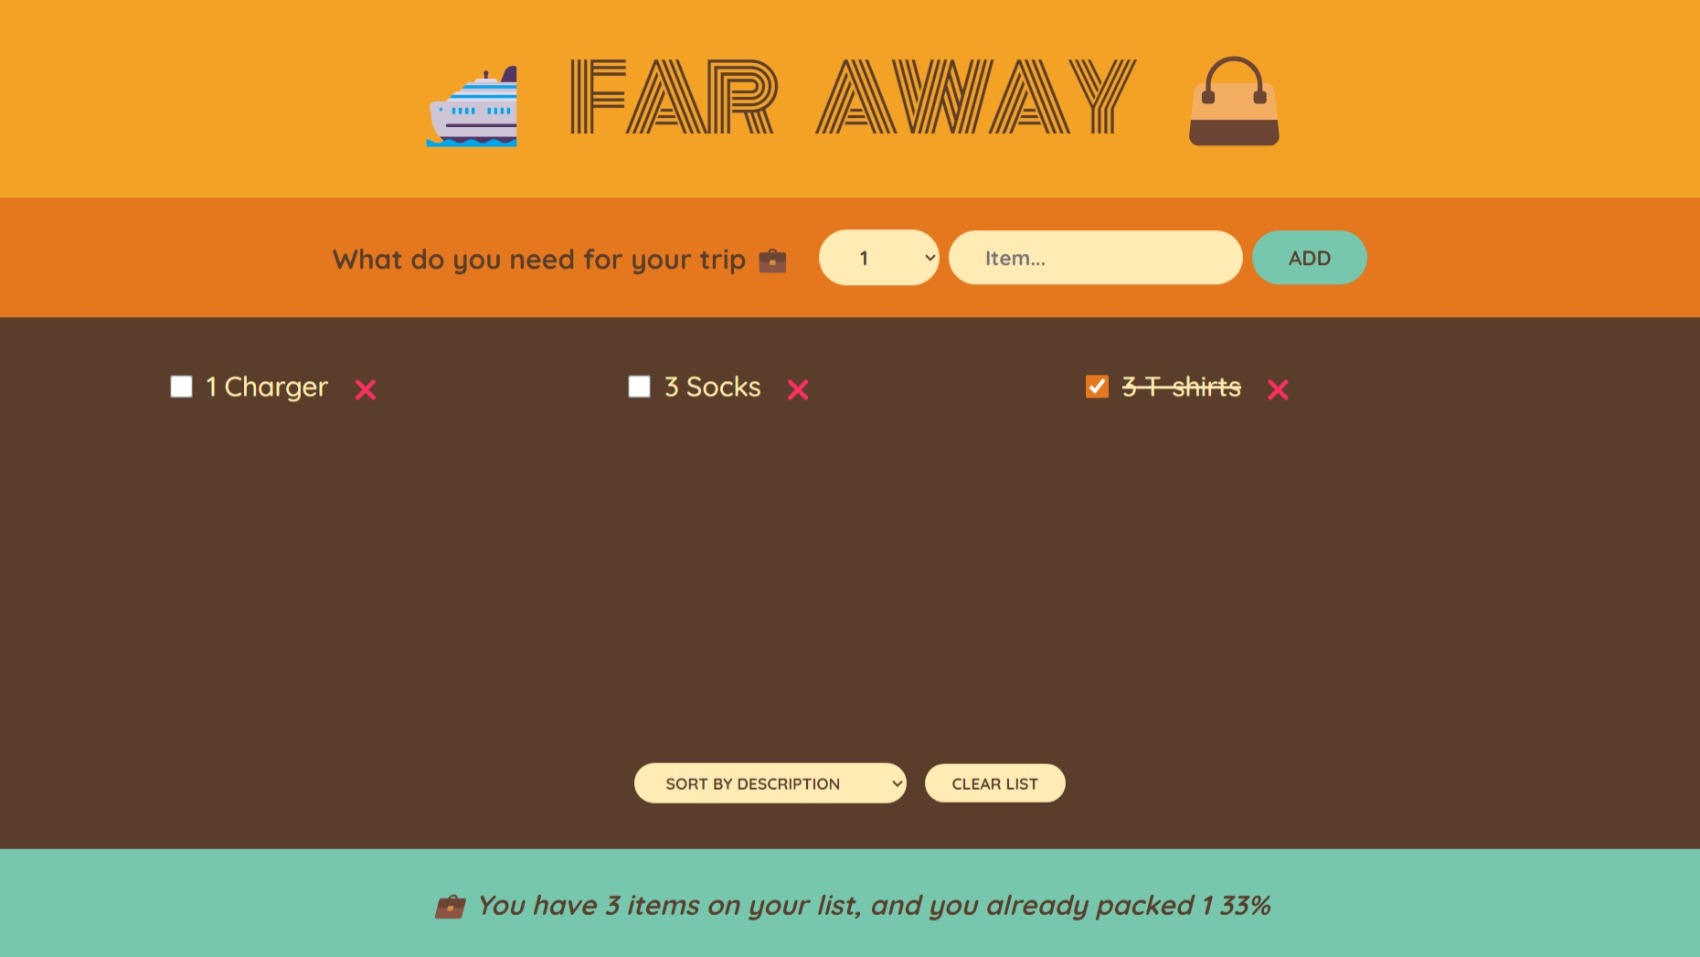 FAR AWAY
What do you need for your trip
1
Item...
ADD
1 Charger
3 Socks
3 T shirts
SORT BY DESCRIPTION
CLEAR LIST
You have 3 items on your list, and you already packed 1 33%